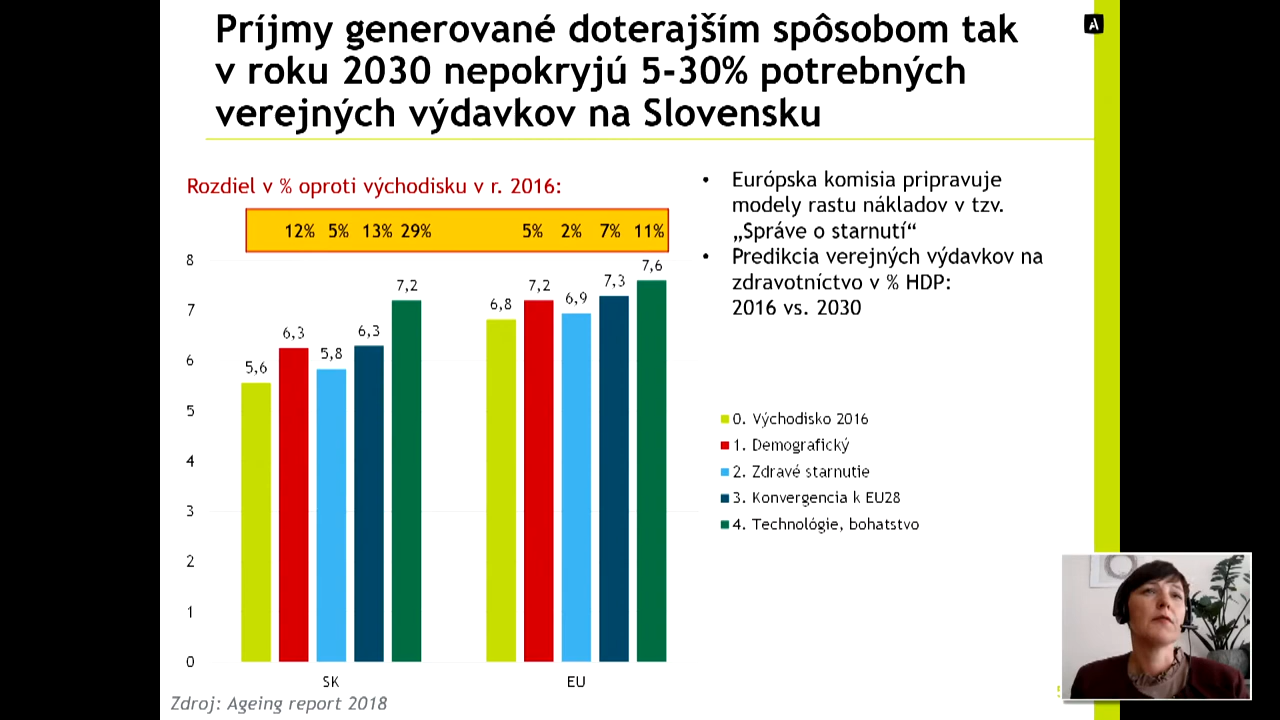 Príjmy generované doterajším spôsobom tak
v roku 2030 nepokryjú 5-30% potrebných
verejných výdavkov na Slovensku
A
Rozdiel v % oproti východisku v r. 2016:
12% 5% 13% 29% 5% 2% 7% 11%
8
7
6
5
4
3
2
1
0
5,6
6,3
5,8
6,3
7,2
6,8
7,2
6,9
7,3
7,6
SK
EU
Zdroj: Ageing report 2018
• Európska komisia pripravuje
modely rastu nákladov v tzv.
„Správe o starnutí“
• Predikcia verejných výdavkov na
zdravotníctvo v % HDP:
2016 vs. 2030
0. Východisko 2016
1. Demografický
2. Zdravé starnutie
3. Konvergencia k EU28
4. Technológie, bohatstvo